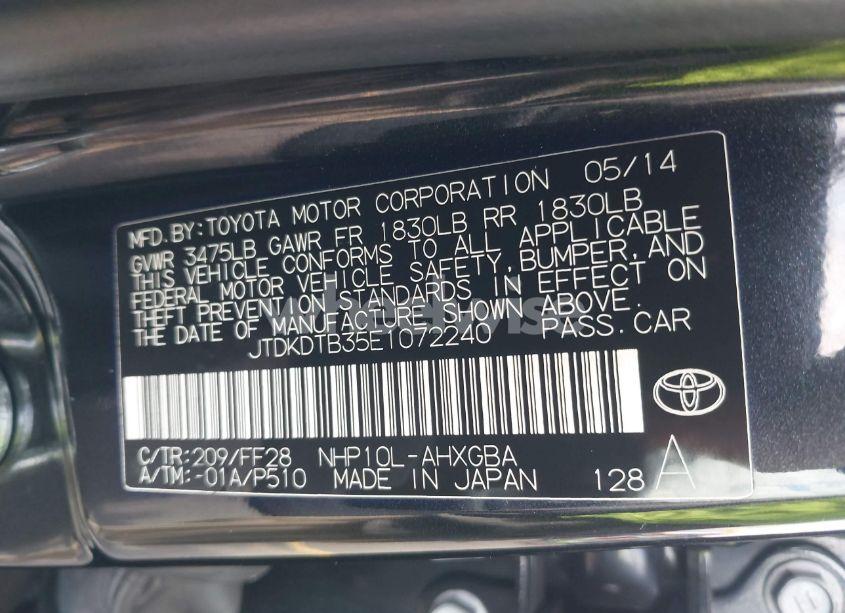 MFD. BY: TOYOTA MOTOR CORPORATION 05/14
GVWR 3475LB GAWR FR 1830LB RR 1830LB
THIS VEHICLE CONFORMS TO ALL APPLICABLE
FEDERAL MOTOR VEHICLE SAFETY, BUMPER, AND
THEFT PREVENTION STANDARDS IN EFFECT ON
THE DATE OF MANUFACTURE SHOWN ABOVE.
JTDKDTB35E1072240 PASS. CAR
C/TR: 209/FF28 NHP10L-AHXGBA
A/TM: -01A/P510 MADE IN JAPAN 128 A